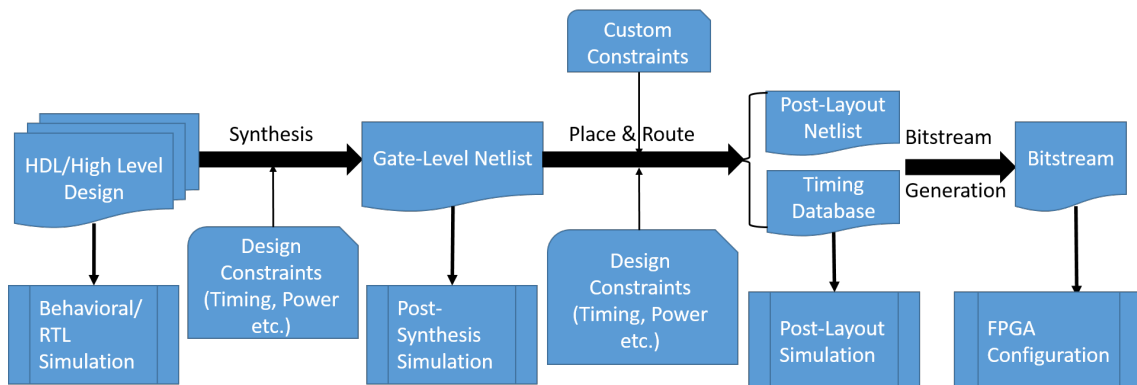 Custom
Constraints
Synthesis
Place & Route
Post-Layout
Netlist
Bitstream
Generation
HDL/High Level
Design
Gate-Level Netlist
Timing
Database
Bitstream
Design
Constraints
(Timing, Power
etc.)
Design
Constraints
(Timing, Power
etc.)
Behavioral/
RTL
Simulation
Post-
Synthesis
Simulation
Post-Layout
Simulation
FPGA
Configuration